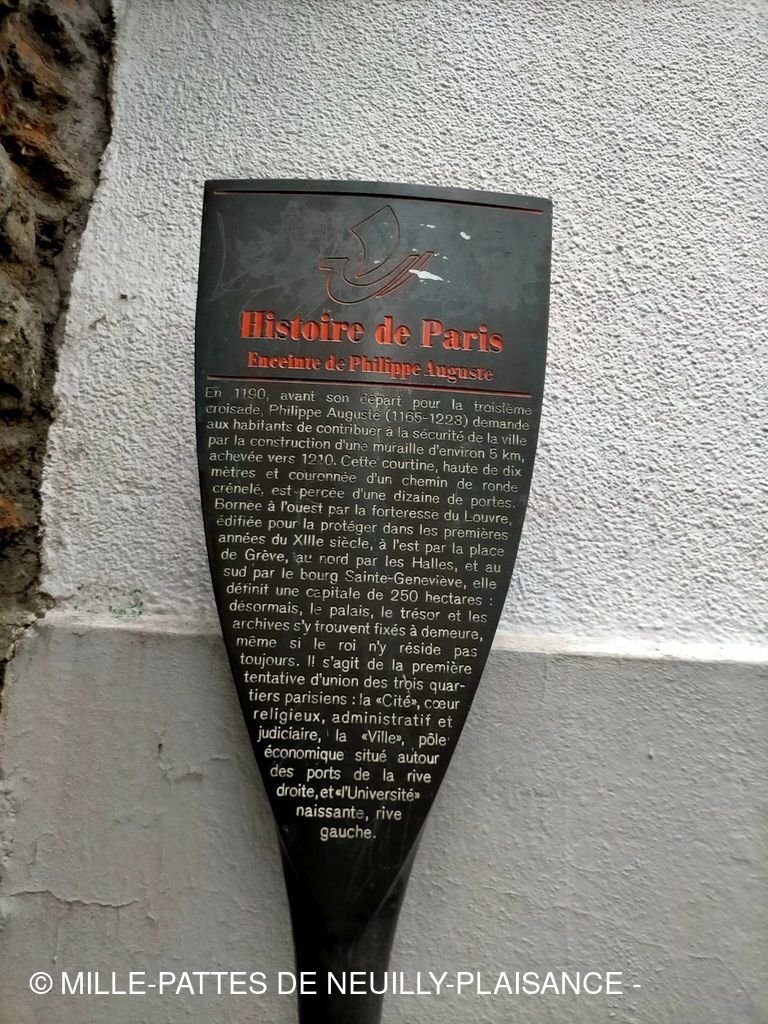 Histoire de Paris
Enceinte de Philippe Auguste
En 1190, avant son départ pour la troisième
croisade, Philippe Auguste (1165-1223) demande
aux habitants de contribuer à la sécurité de la ville
par la construction d'une muraille d'environ 5 km,
achevée vers 1210. Cette courtine, haute de dix
mètres et couronnée d'un chemin de ronde
crénelé, est percée d'une dizaine de portes.
Bornée à l'ouest par la forteresse du Louvre,
édifiée pour la protéger dans les premières
années du XIIIe siècle, à l'est par la place
de Grève, au nord par les Halles, et au
sud par le bourg Sainte-Geneviève, elle
définit une capitale de 250 hectares :
désormais, le palais, le trésor et les
archives s'y trouvent fixés à demeure,
même si le roi n'y réside pas
toujours. Il s'agit de la première
tentative d'union des trois quar-
tiers parisiens : la «Cité», cœur
religieux, administratif et
judiciaire, la «Ville», pôle
économique situé autour
des ports de la rive
droite, et «l'Université»
naissante, rive
gauche.
© MILLE-PATTES DE NEUILLY-PLAISANCE -